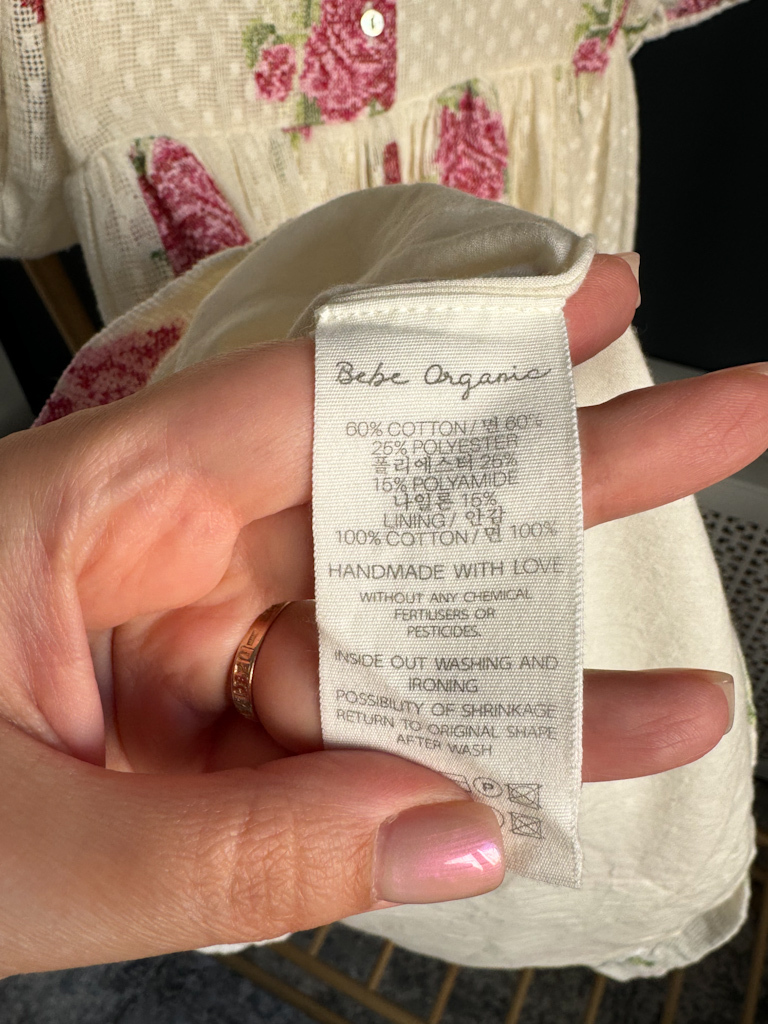 Bebe Organic
60% COTTON / 면 60%
25% POLYESTER
폴리에스터 25%
15% POLYAMIDE
나일론 15%
LINING / 안감
100% COTTON / 면 100%
HANDMADE WITH LOVE
WITHOUT ANY CHEMICAL
FERTILISERS OR
PESTICIDES.
INSIDE OUT WASHING AND
IRONING
POSSIBILITY OF SHRINKAGE
RETURN TO ORIGINAL SHAPE
AFTER WASH
P